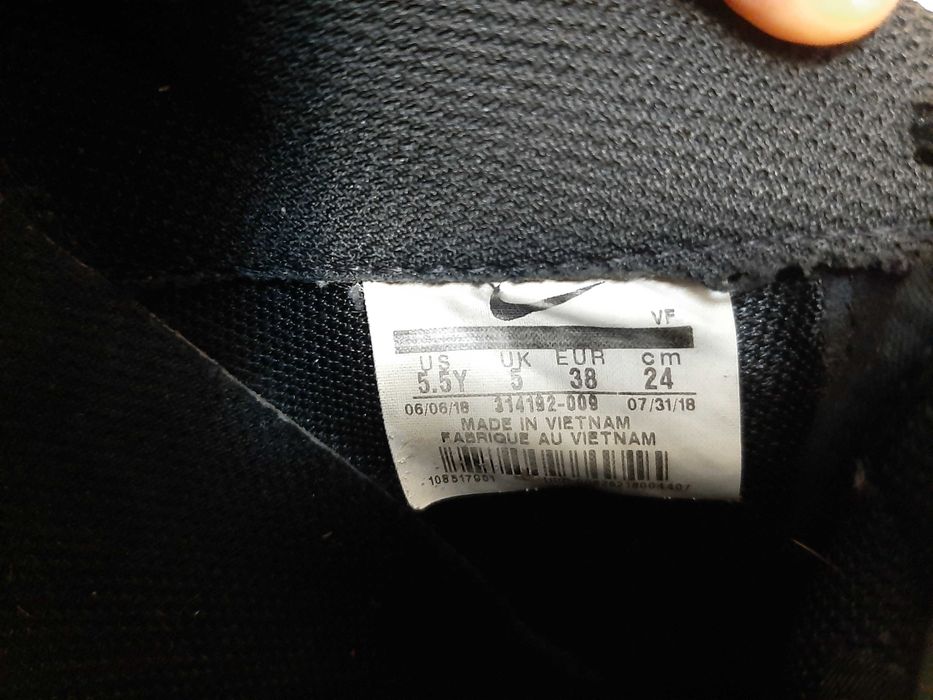 VF
US UK EUR cm
5.5Y 5 38 24
06/06/18 314192-009 07/31/18
MADE IN VIETNAM
FABRIQUE AU VIETNAM